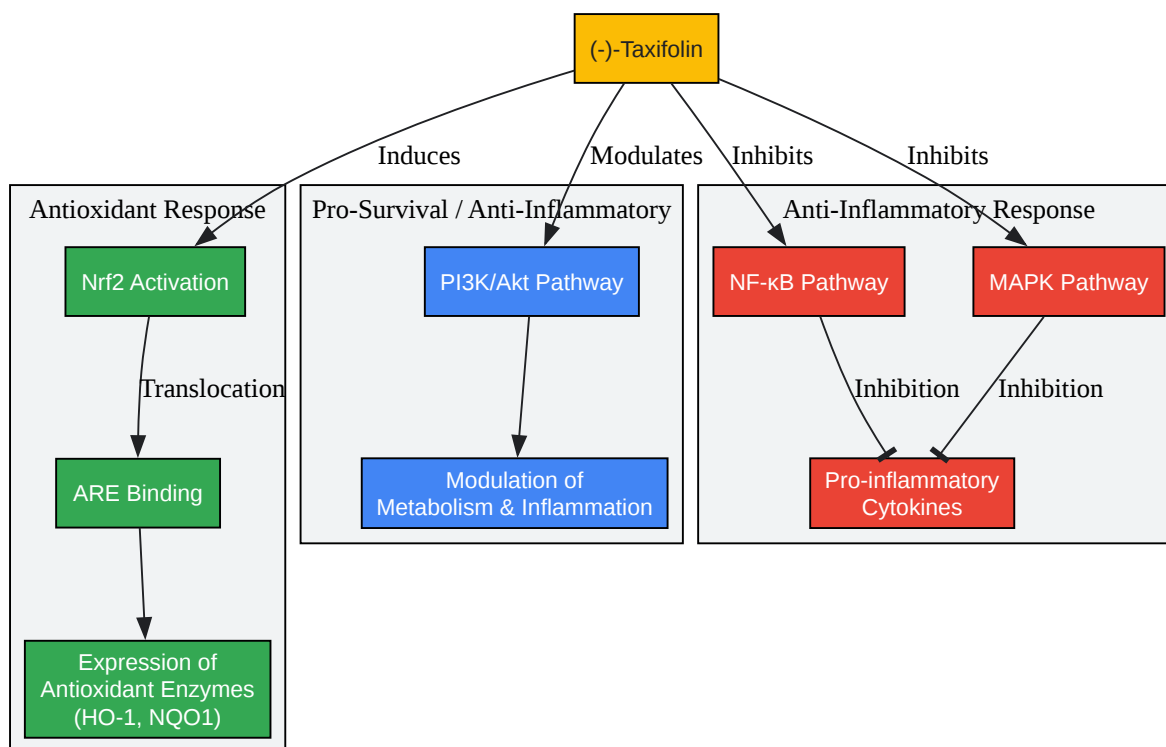 (-)-Taxifolin
Induces
Modulates
Inhibits
Inhibits
Antioxidant Response
Pro-Survival / Anti-Inflammatory
Anti-Inflammatory Response
Nrf2 Activation
PI3K/Akt Pathway
NF-κB Pathway
MAPK Pathway
Translocation
Inhibition
Inhibition
ARE Binding
Modulation of
Metabolism & Inflammation
Pro-inflammatory
Cytokines
Expression of
Antioxidant Enzymes
(HO-1, NQO1)